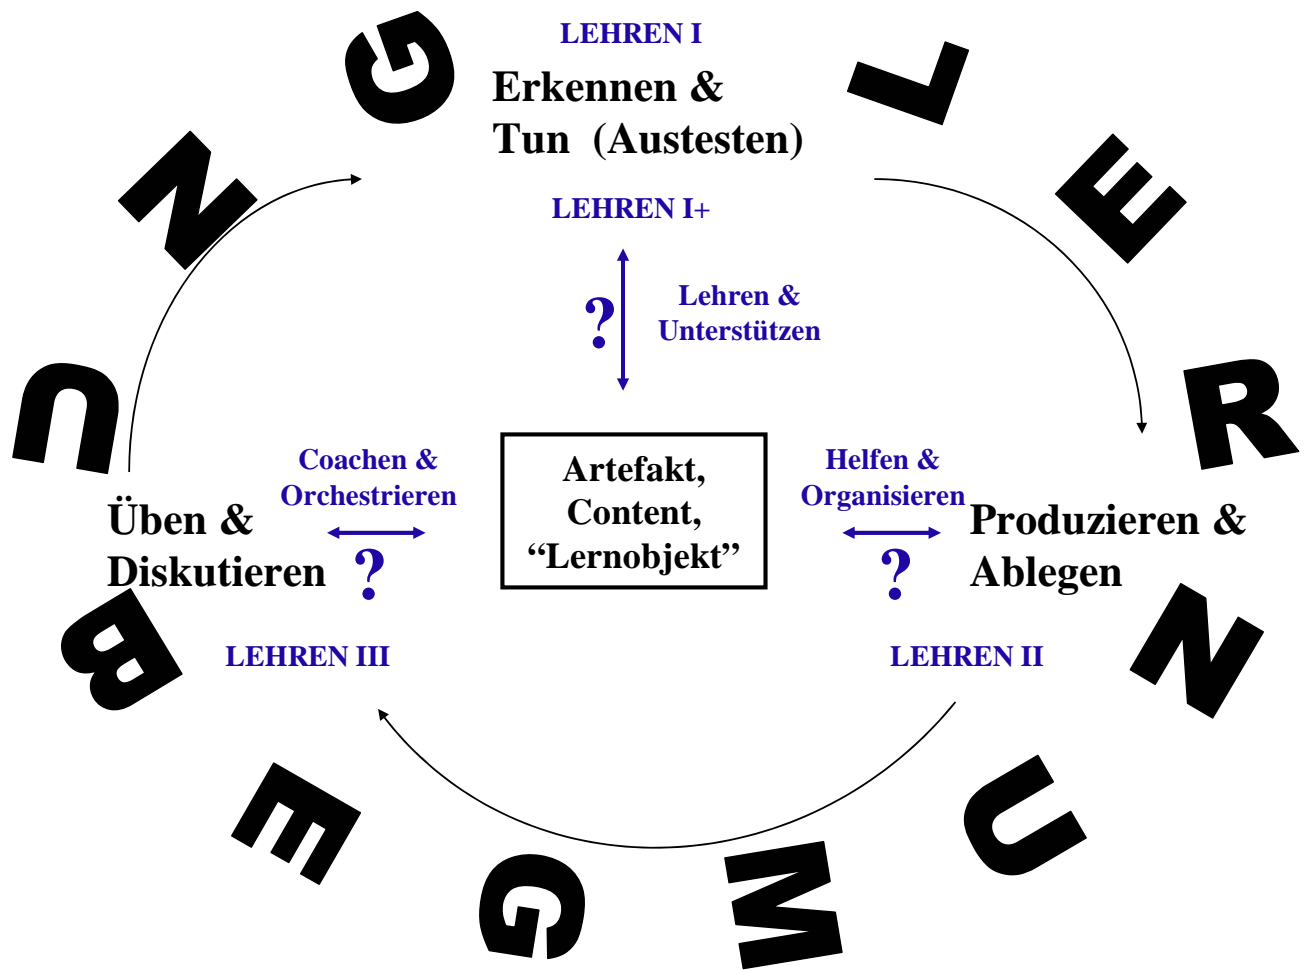 LERNUMGEBUNG
LEHREN I
Erkennen &
Tun (Austesten)
LEHREN I+
?
Lehren &
Unterstützen
Coachen &
Orchestrieren
Üben &
Diskutieren
?
LEHREN III
Artefakt,
Content,
“Lernobjekt”
Helfen &
Organisieren
?
Produzieren &
Ablegen
LEHREN II